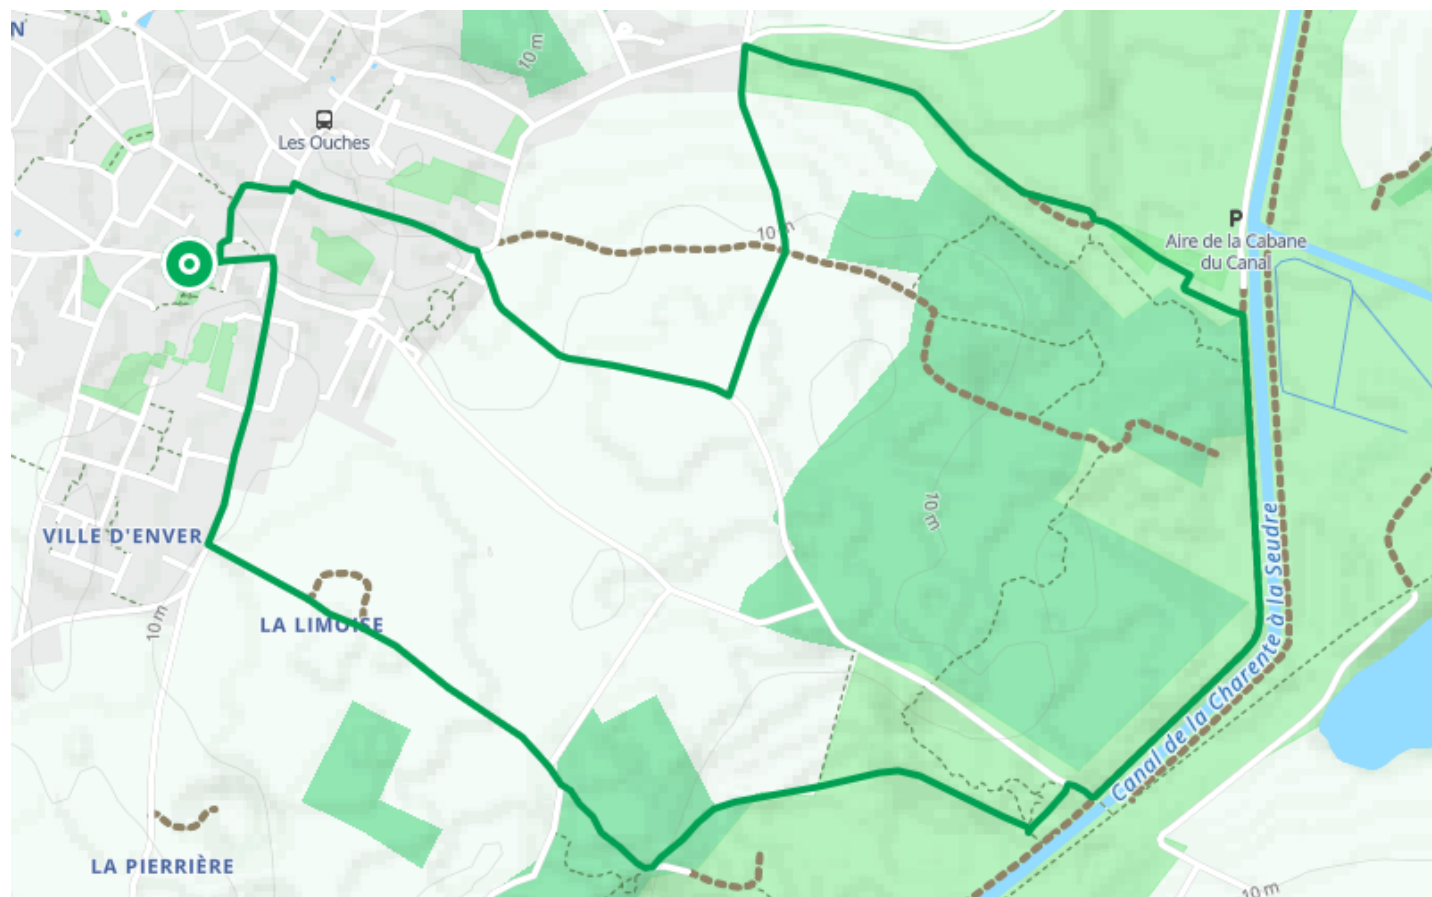 N
10 m
Les Ouches
P
10 m
Aire de la Cabane
du Canal
10 m
VILLE D'ENVER
Canal de la Charente à la Seudre
10 m
LA LIMOISE
LA PIERRIÈRE
10 m